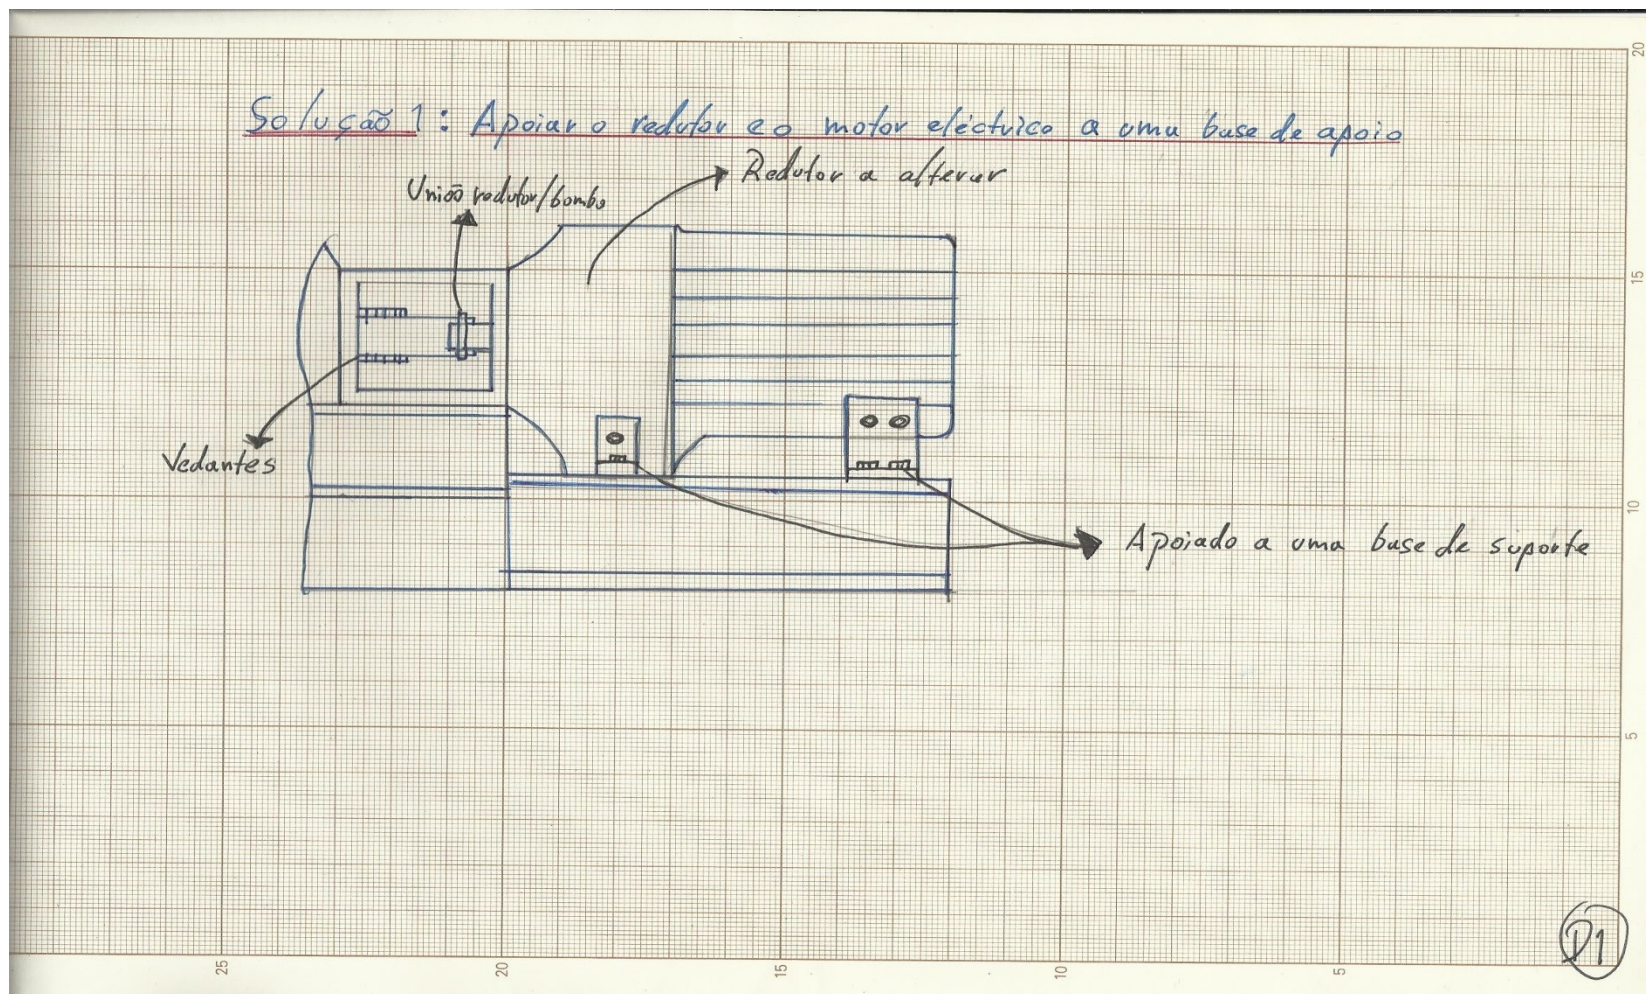 Solução 1: Apoiar o redutor e o motor eléctrico a uma base de apoio
Redutor a alterar
União redutor/bomba
Vedantes
Apoiado a uma base de suporte
20
15
10
5
25
20
15
10
5
D1